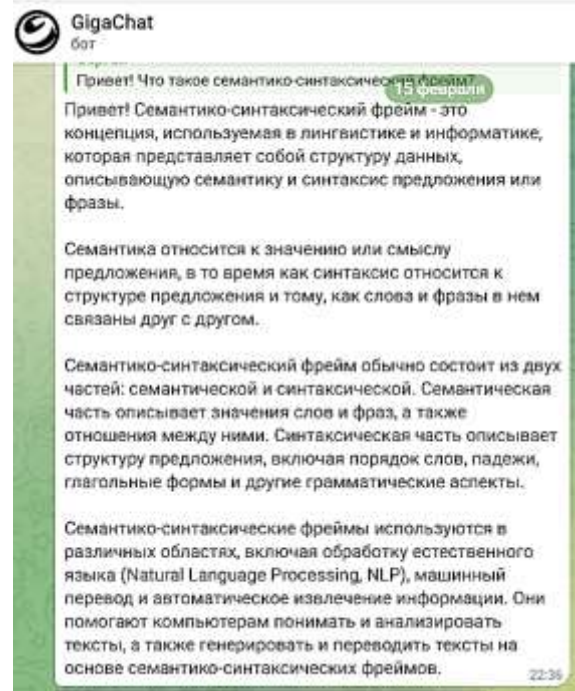 GigaChat
бот
Привет! Что такое семантико-синтаксический фрейм?
15 февраля
Привет! Семантико-синтаксический фрейм - это
концепция, используемая в лингвистике и информатике,
которая представляет собой структуру данных,
описывающую семантику и синтаксис предложения или
фразы.
Семантика относится к значению или смыслу
предложения, в то время как синтаксис относится к
структуре предложения и тому, как слова и фразы в нем
связаны друг с другом.
Семантико-синтаксический фрейм обычно состоит из двух
частей: семантической и синтаксической. Семантическая
часть описывает значения слов и фраз, а также
отношения между ними. Синтаксическая часть описывает
структуру предложения, включая порядок слов, падежи,
глагольные формы и другие грамматические аспекты.
Семантико-синтаксические фреймы используются в
различных областях, включая обработку естественного
языка (Natural Language Processing, NLP), машинный
перевод и автоматическое извлечение информации. Они
помогают компьютерам понимать и анализировать
тексты, а также генерировать и переводить тексты на
основе семантико-синтаксических фреймов.
22:36